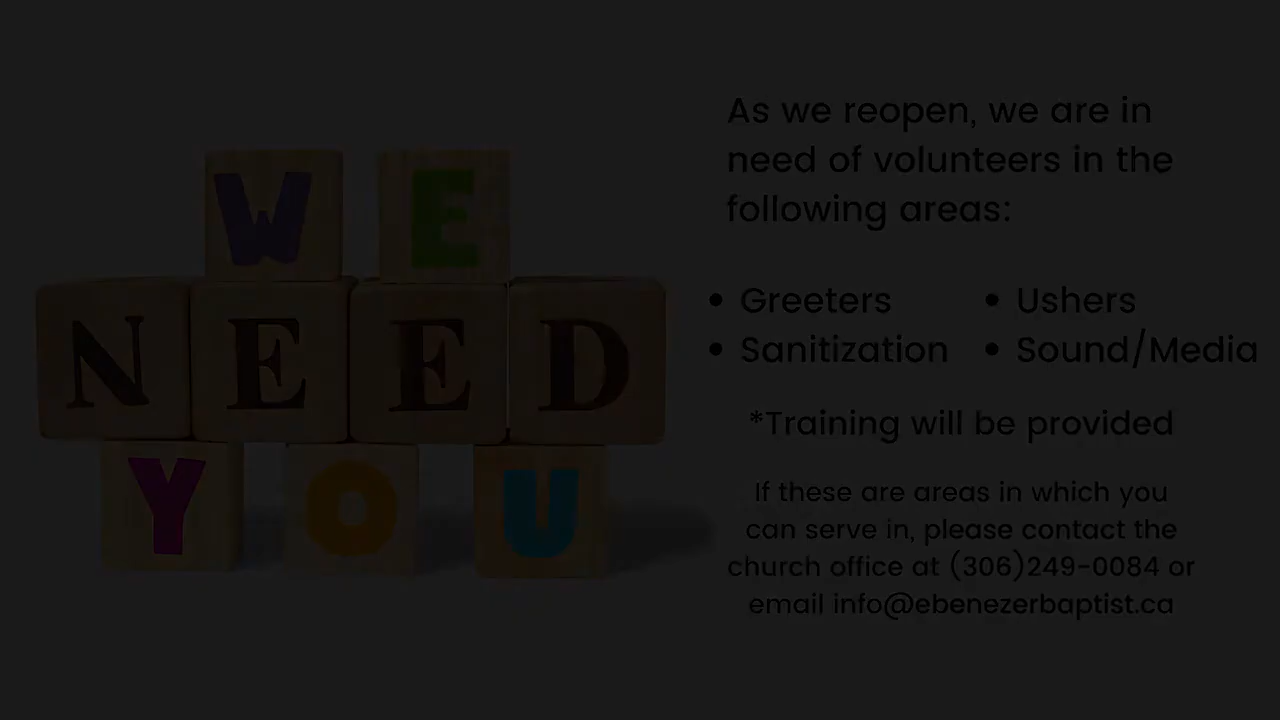 WE
NEED
YOU
As we reopen, we are in
need of volunteers in the
following areas:
• Greeters • Ushers
• Sanitization • Sound/Media
*Training will be provided
If these are areas in which you
can serve in, please contact the
church office at (306)249-0084 or
email info@ebenezerbaptist.ca